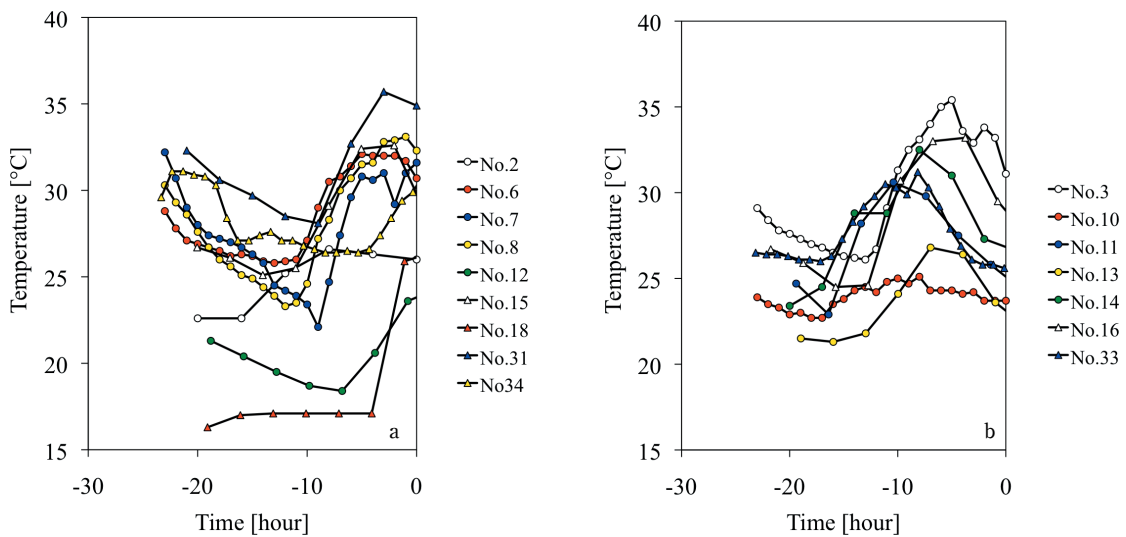 40
35
30
25
20
15
-30
-20
-10
0
Temperature [°C]
Time [hour]
a
No.2
No.6
No.7
No.8
No.12
No.15
No.18
No.31
No34
40
35
30
25
20
15
-30
-20
-10
0
Temperature [°C]
Time [hour]
b
No.3
No.10
No.11
No.13
No.14
No.16
No.33